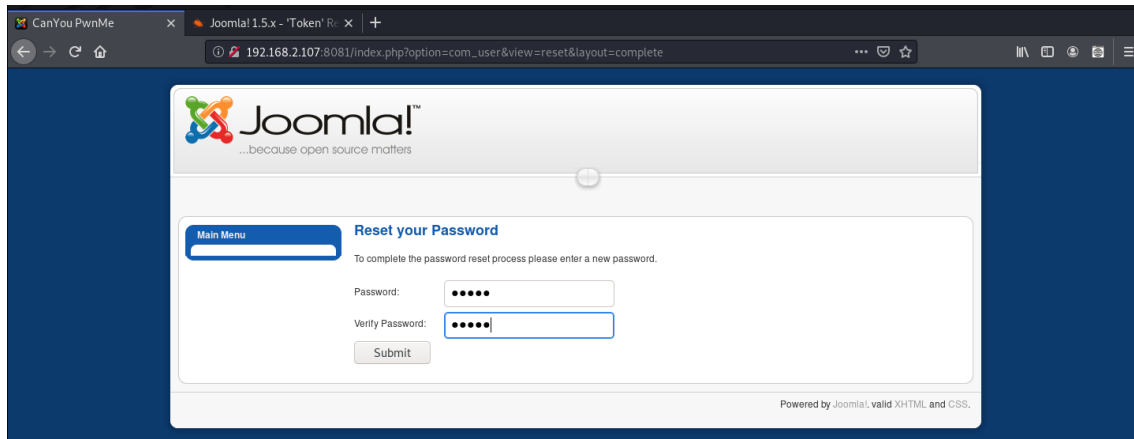 CanYou PwnMe
Joomla! 1.5.x - 'Token' Re
192.168.2.107:8081/index.php?option=com_user&view=reset&layout=complete
Joomla!™
...because open source matters
Main Menu
Reset your Password
To complete the password reset process please enter a new password.
Password: •••••
Verify Password: •••••
Submit
Powered by Joomla!. valid XHTML and CSS.